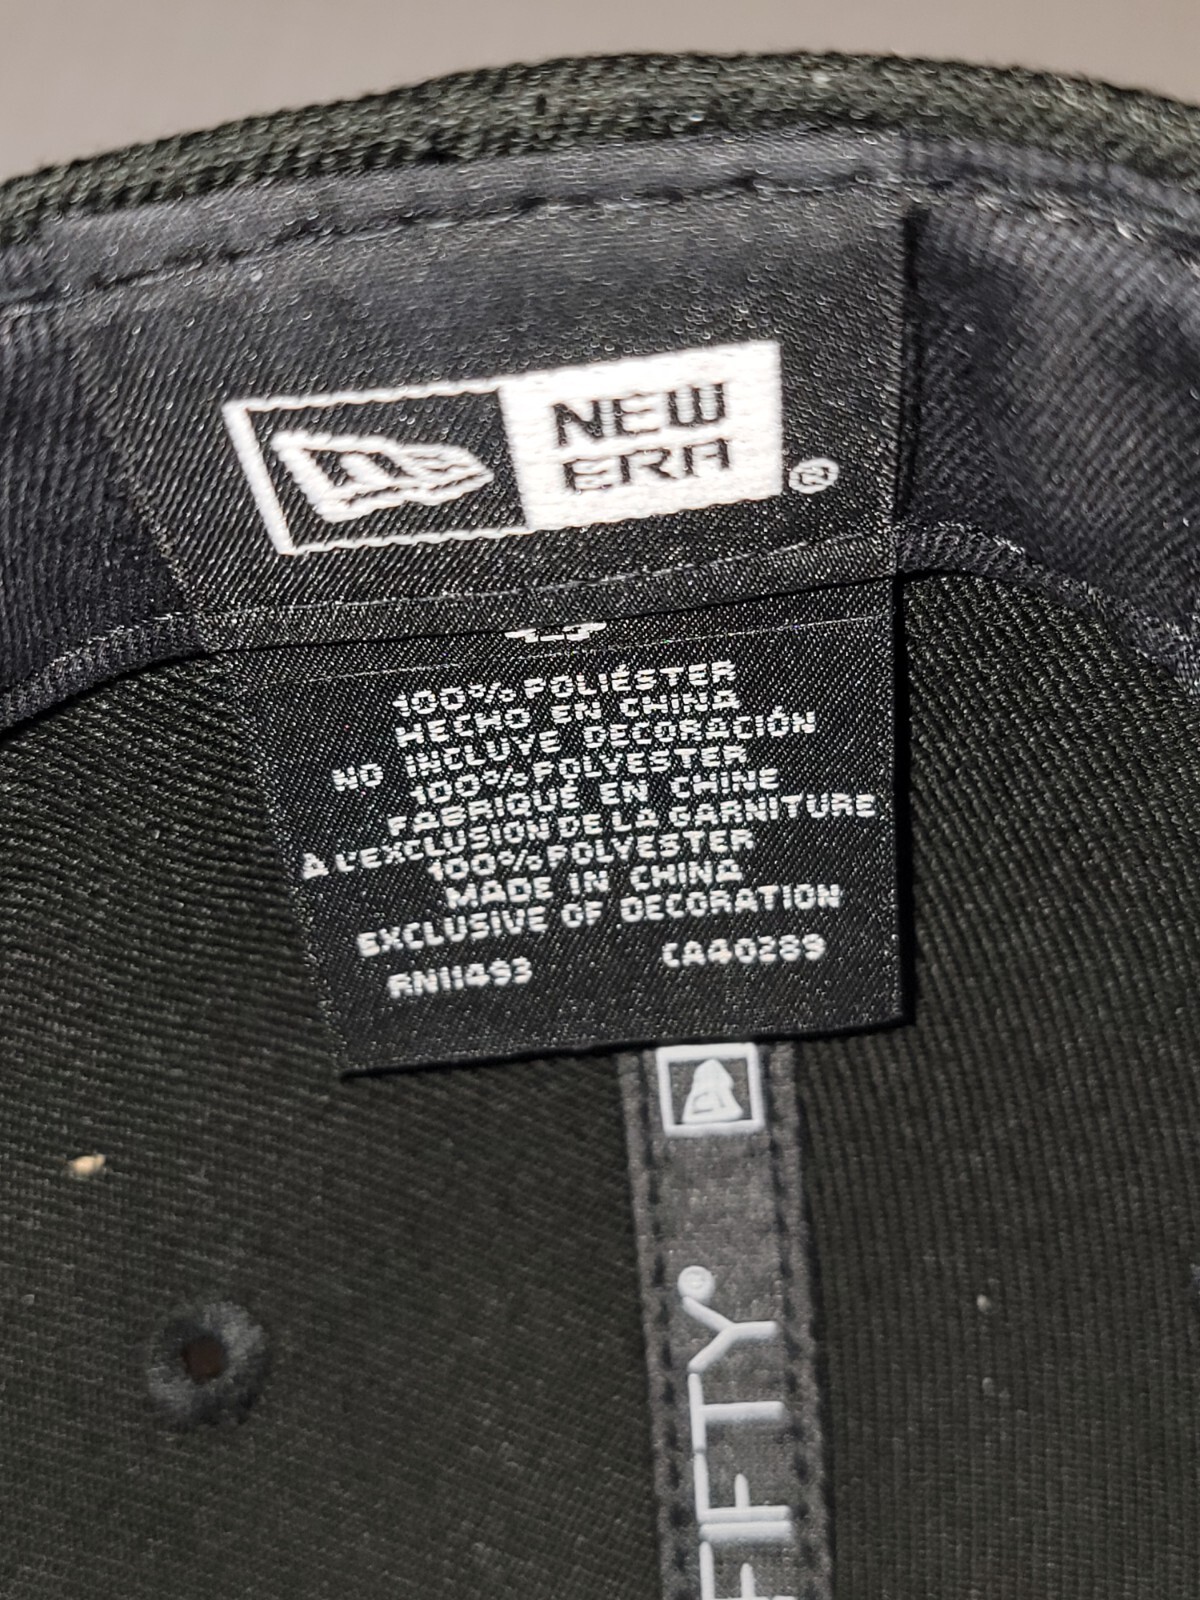 NEW
ERA®
100% POLIÉSTER
HECHO EN CHINA
NO INCLUYE DECORACIÓN
100% POLYESTER
FABRIQUÉ EN CHINE
À L'EXCLUSION DE LA GARNITURE
100% POLYESTER
MADE IN CHINA
EXCLUSIVE OF DECORATION
RN11493 CA40289
FIFTY®